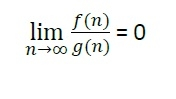 lim f(n)/g(n) = 0
n→∞